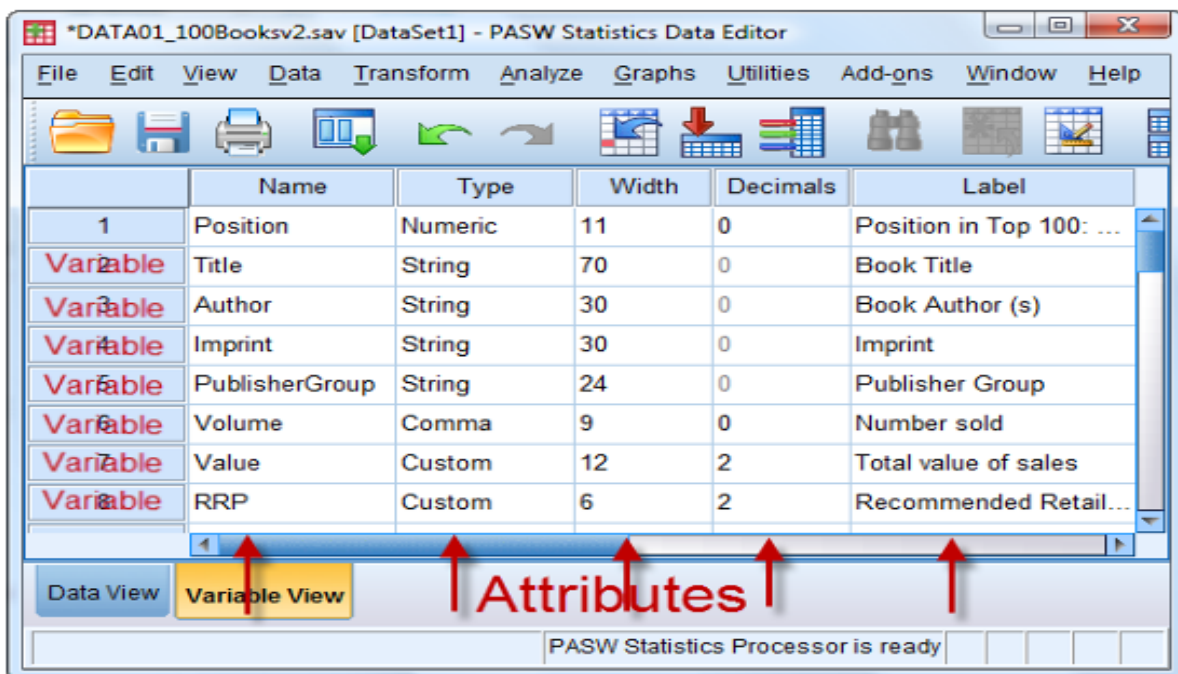 *DATA01_100Booksv2.sav [DataSet1] - PASW Statistics Data Editor
File Edit View Data Transform Analyze Graphs Utilities Add-ons Window Help
Name Type Width Decimals Label
1 Position Numeric 11 0 Position in Top 100: ...
2 Variable Title String 70 0 Book Title
3 Variable Author String 30 0 Book Author (s)
4 Variable Imprint String 30 0 Imprint
5 Variable PublisherGroup String 24 0 Publisher Group
6 Variable Volume Comma 9 0 Number sold
7 Variable Value Custom 12 2 Total value of sales
8 Variable RRP Custom 6 2 Recommended Retail...
Data View Variable View Attributes
PASW Statistics Processor is ready